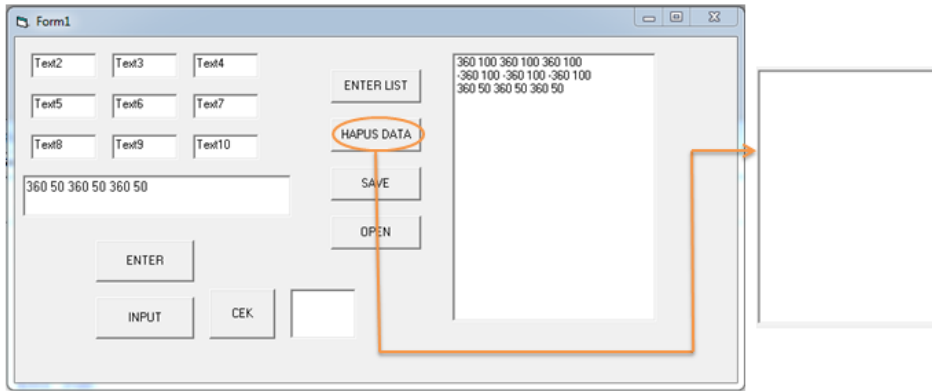 Form1
Text2 Text3 Text4
Text5 Text6 Text7
Text8 Text9 Text10
360 50 360 50 360 50
ENTER
INPUT
CEK
ENTER LIST
HAPUS DATA
SAVE
OPEN
360 100 360 100 360 100
-360 100 -360 100 -360 100
360 50 360 50 360 50